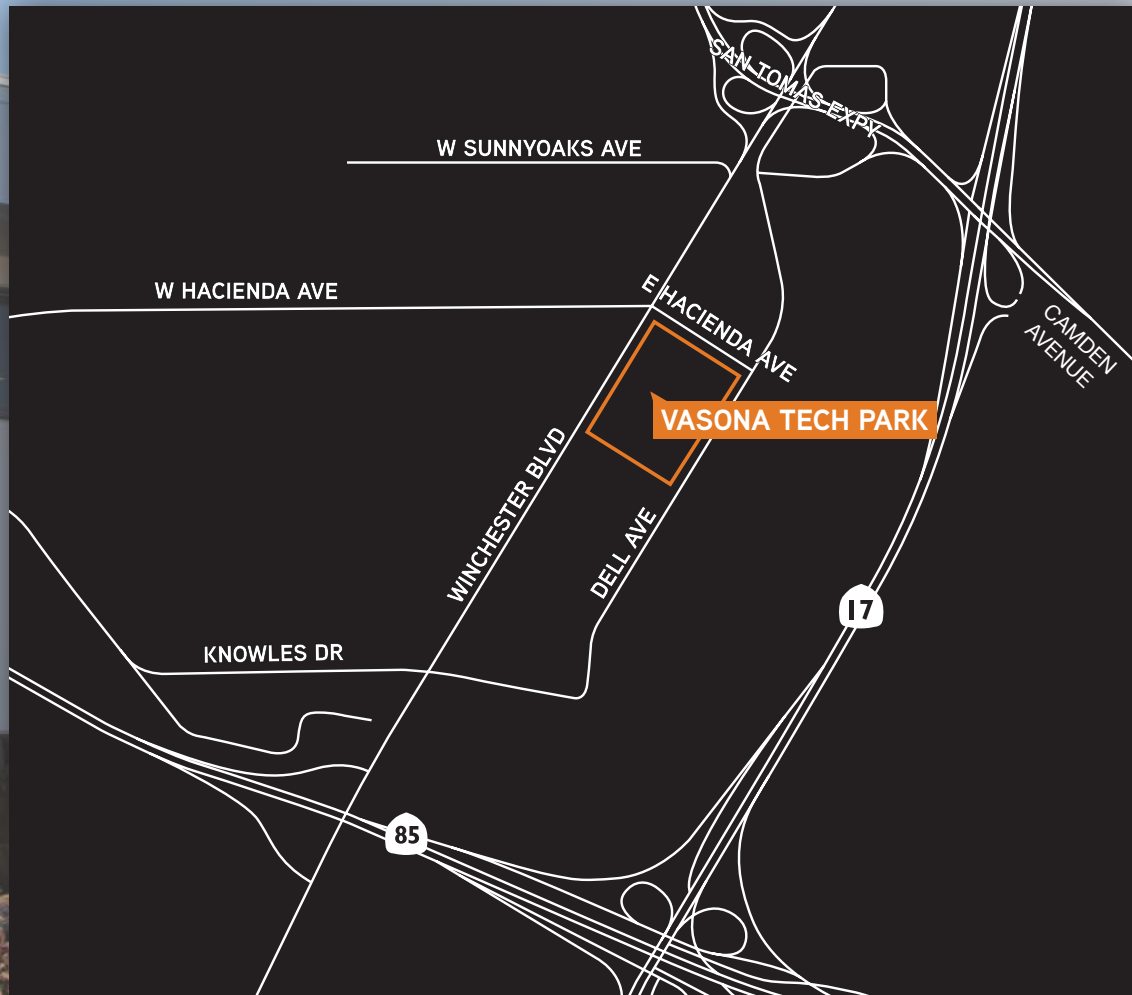 SAN TOMAS EXPY
W SUNNYOAKS AVE
W HACIENDA AVE
E HACIENDA AVE
CAMDEN
AVENUE
VASONA TECH PARK
WINCHESTER BLVD
DELL AVE
17
KNOWLES DR
85